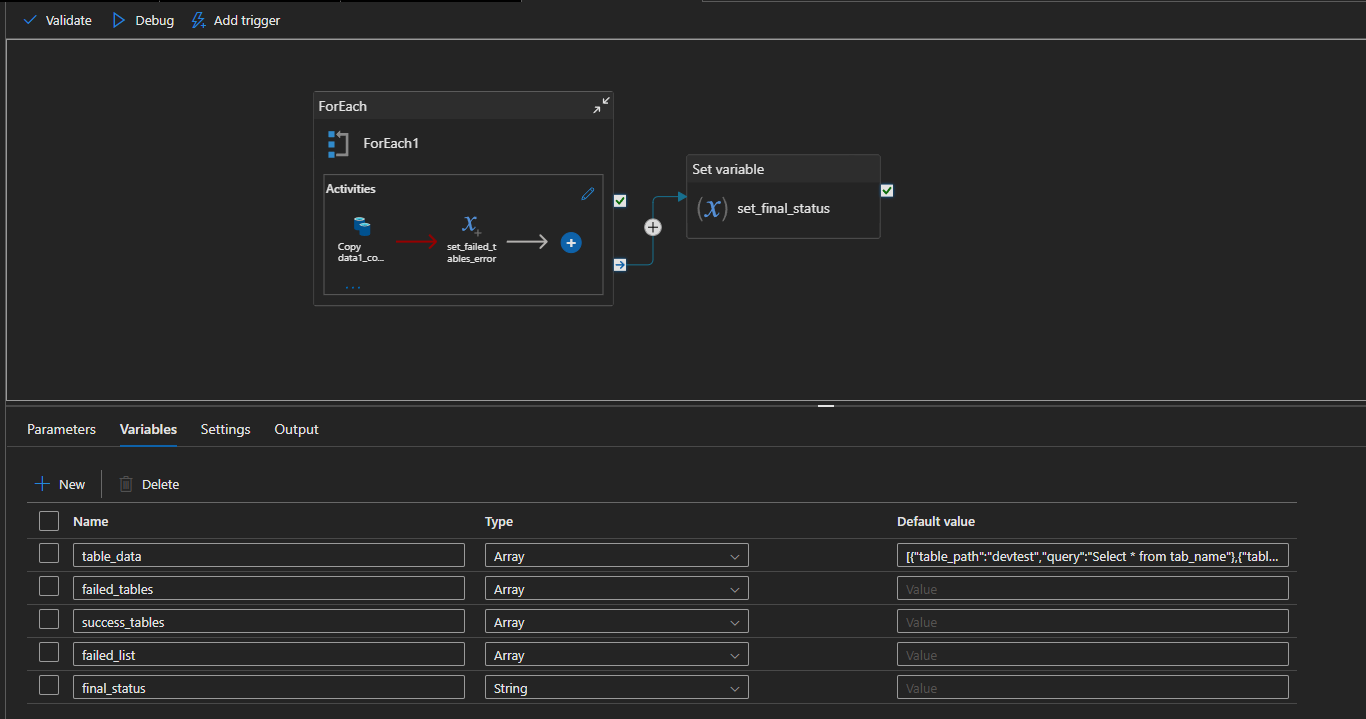 Validate Debug Add trigger
ForEach
ForEach1
Activities
Copy
data1_co...
set_failed_t
ables_error
...
Set variable
(x) set_final_status
Parameters Variables Settings Output
New Delete
Name Type Default value
table_data Array [{"table_path":"devtest","query":"Select * from tab_name"},{"tabl...
failed_tables Array Value
success_tables Array Value
failed_list Array Value
final_status String Value